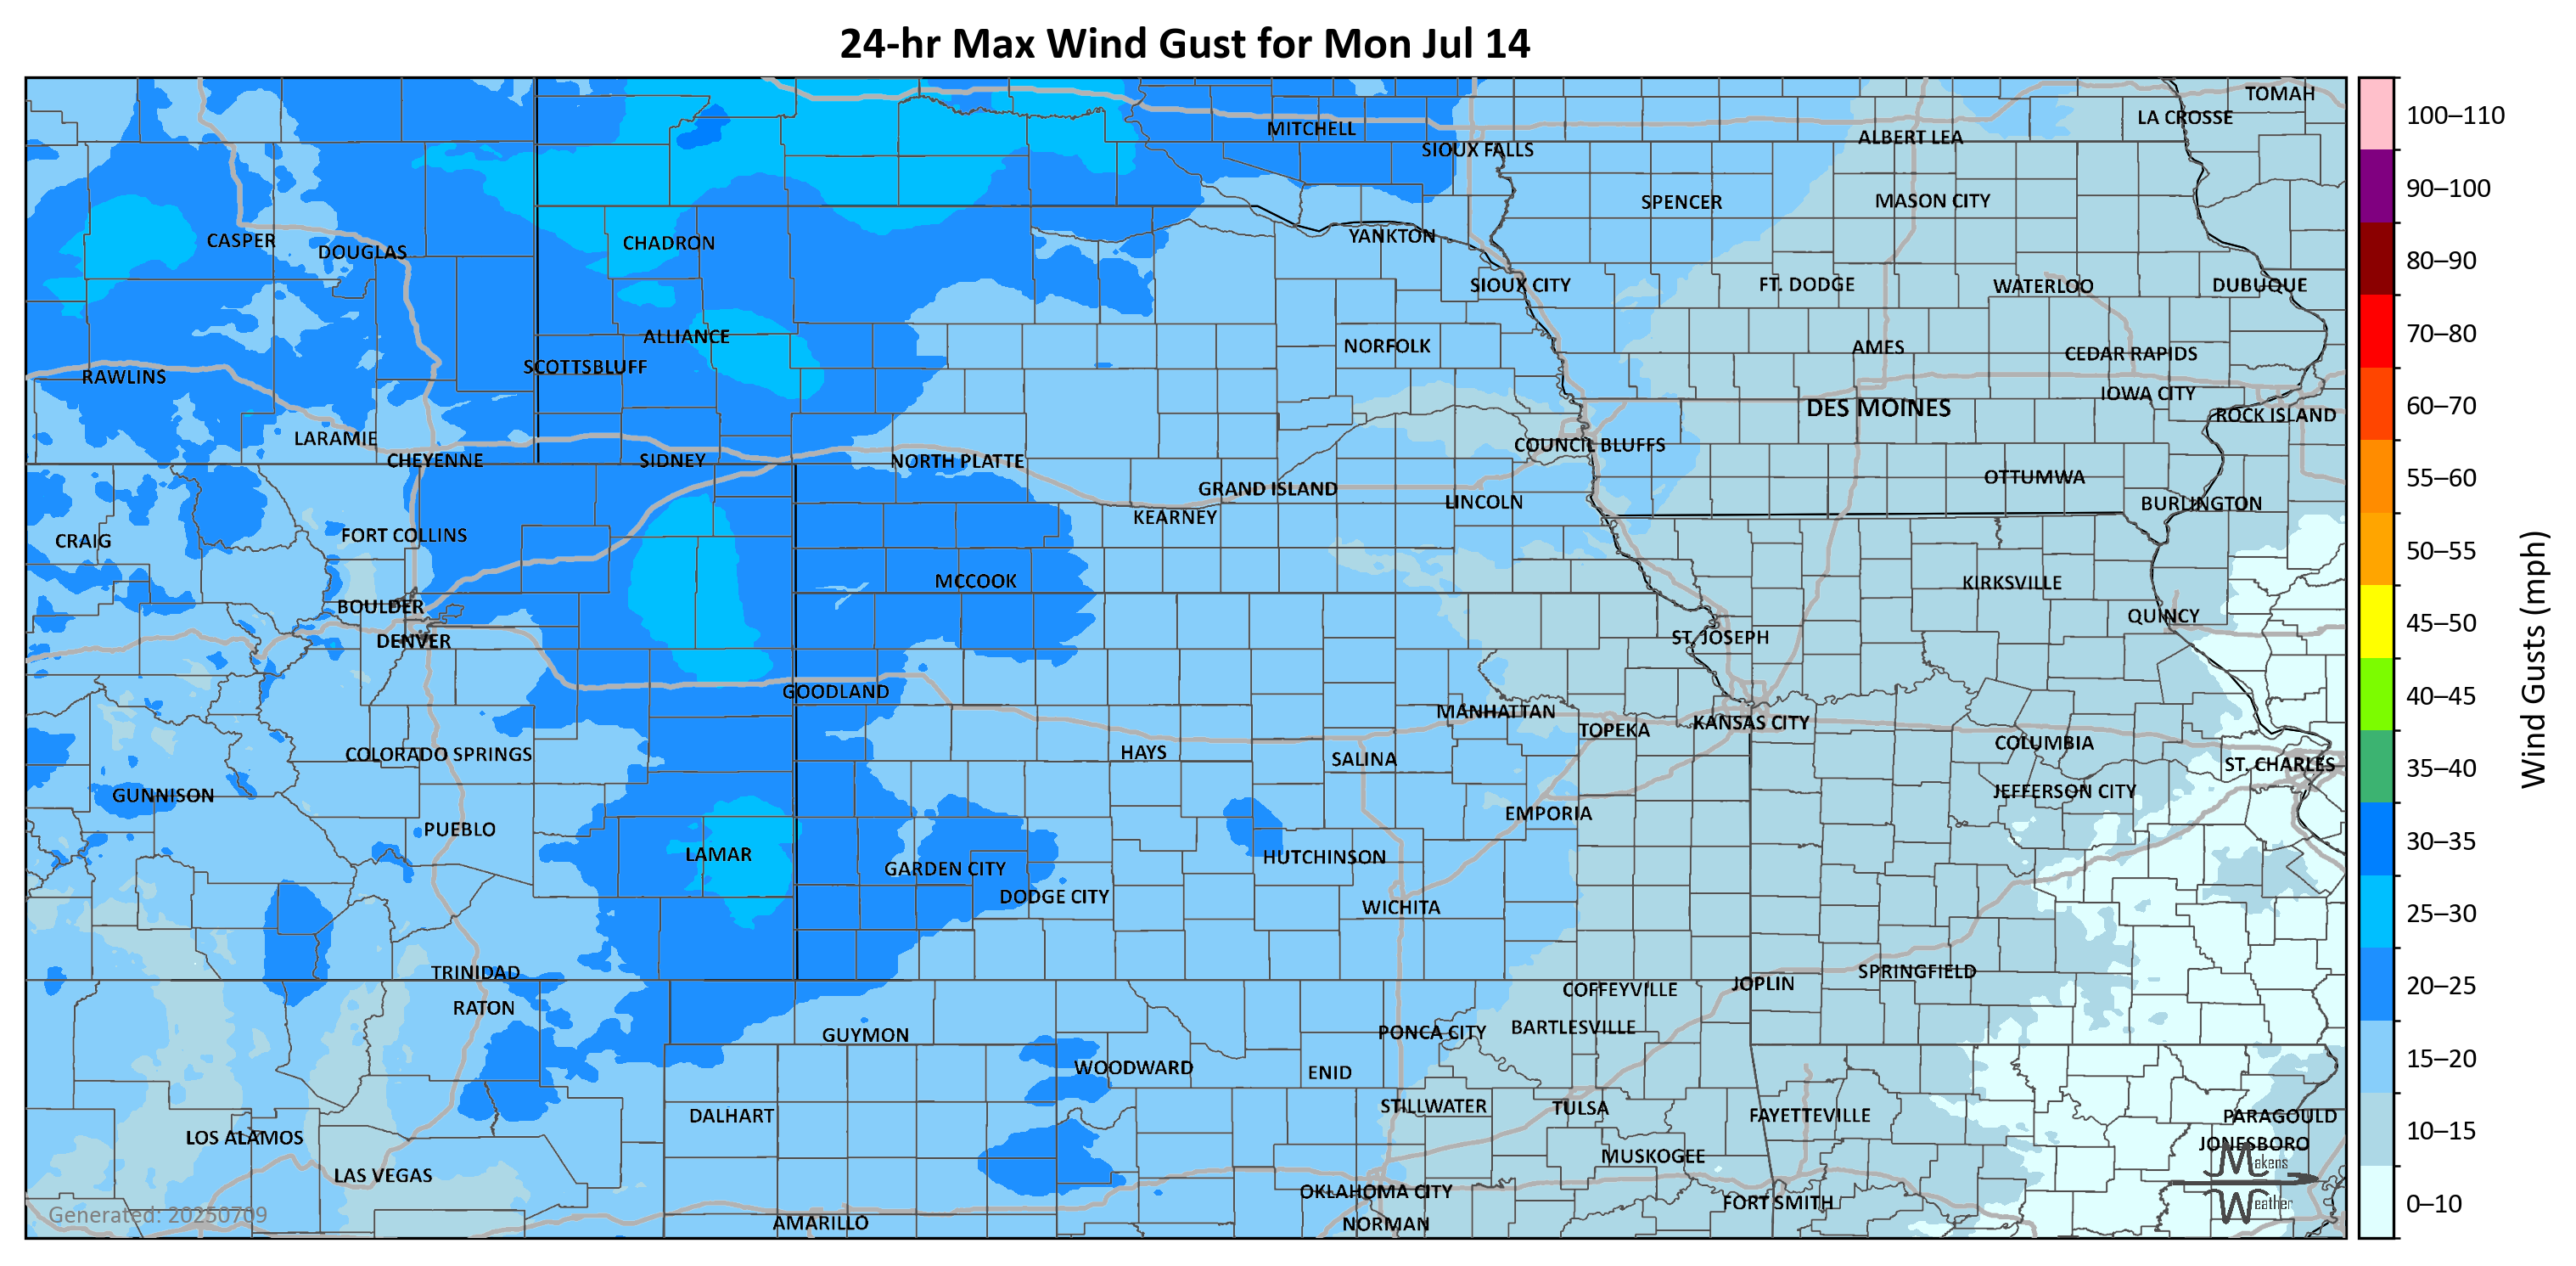 24-hr Max Wind Gust for Mon Jul 14
TOMAH
LA CROSSE
MITCHELL
ALBERT LEA
SIOUX FALLS
SPENCER
MASON CITY
CASPER
DOUGLAS
CHADRON
YANKTON
SIOUX CITY
FT. DODGE
WATERLOO
DUBUQUE
ALLIANCE
NORFOLK
AMES
CEDAR RAPIDS
SCOTTSBLUFF
RAWLINS
IOWA CITY
DES MOINES
ROCK ISLAND
LARAMIE
COUNCIL BLUFFS
CHEYENNE
SIDNEY
NORTH PLATTE
OTTUMWA
GRAND ISLAND
LINCOLN
BURLINGTON
KEARNEY
FORT COLLINS
CRAIG
MCCOOK
KIRKSVILLE
BOULDER
QUINCY
DENVER
ST. JOSEPH
GOODLAND
MANHATTAN
TOPEKA
KANSAS CITY
COLUMBIA
COLORADO SPRINGS
HAYS
SALINA
ST. CHARLES
GUNNISON
JEFFERSON CITY
EMPORIA
PUEBLO
LAMAR
HUTCHINSON
GARDEN CITY
DODGE CITY
WICHITA
TRINIDAD
SPRINGFIELD
JOPLIN
COFFEYVILLE
RATON
BARTLESVILLE
GUYMON
PONCA CITY
WOODWARD
ENID
STILLWATER
TULSA
DALHART
FAYETTEVILLE
PARAGOULD
LOS ALAMOS
JONESBORO
MUSKOGEE
LAS VEGAS
OKLAHOMA CITY
FORT SMITH
AMARILLO
NORMAN
Generated: 20250709
Makens
Weather
100–110
90–100
80–90
70–80
60–70
55–60
50–55
45–50
40–45
35–40
30–35
25–30
20–25
15–20
10–15
0–10
Wind Gusts (mph)